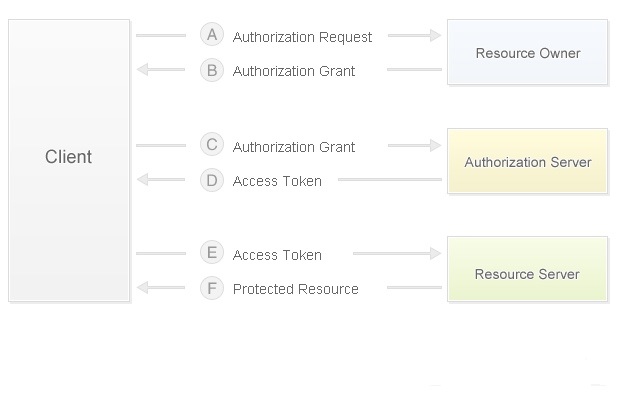 Client
A Authorization Request
Resource Owner
B Authorization Grant
C Authorization Grant
Authorization Server
D Access Token
E Access Token
Resource Server
F Protected Resource